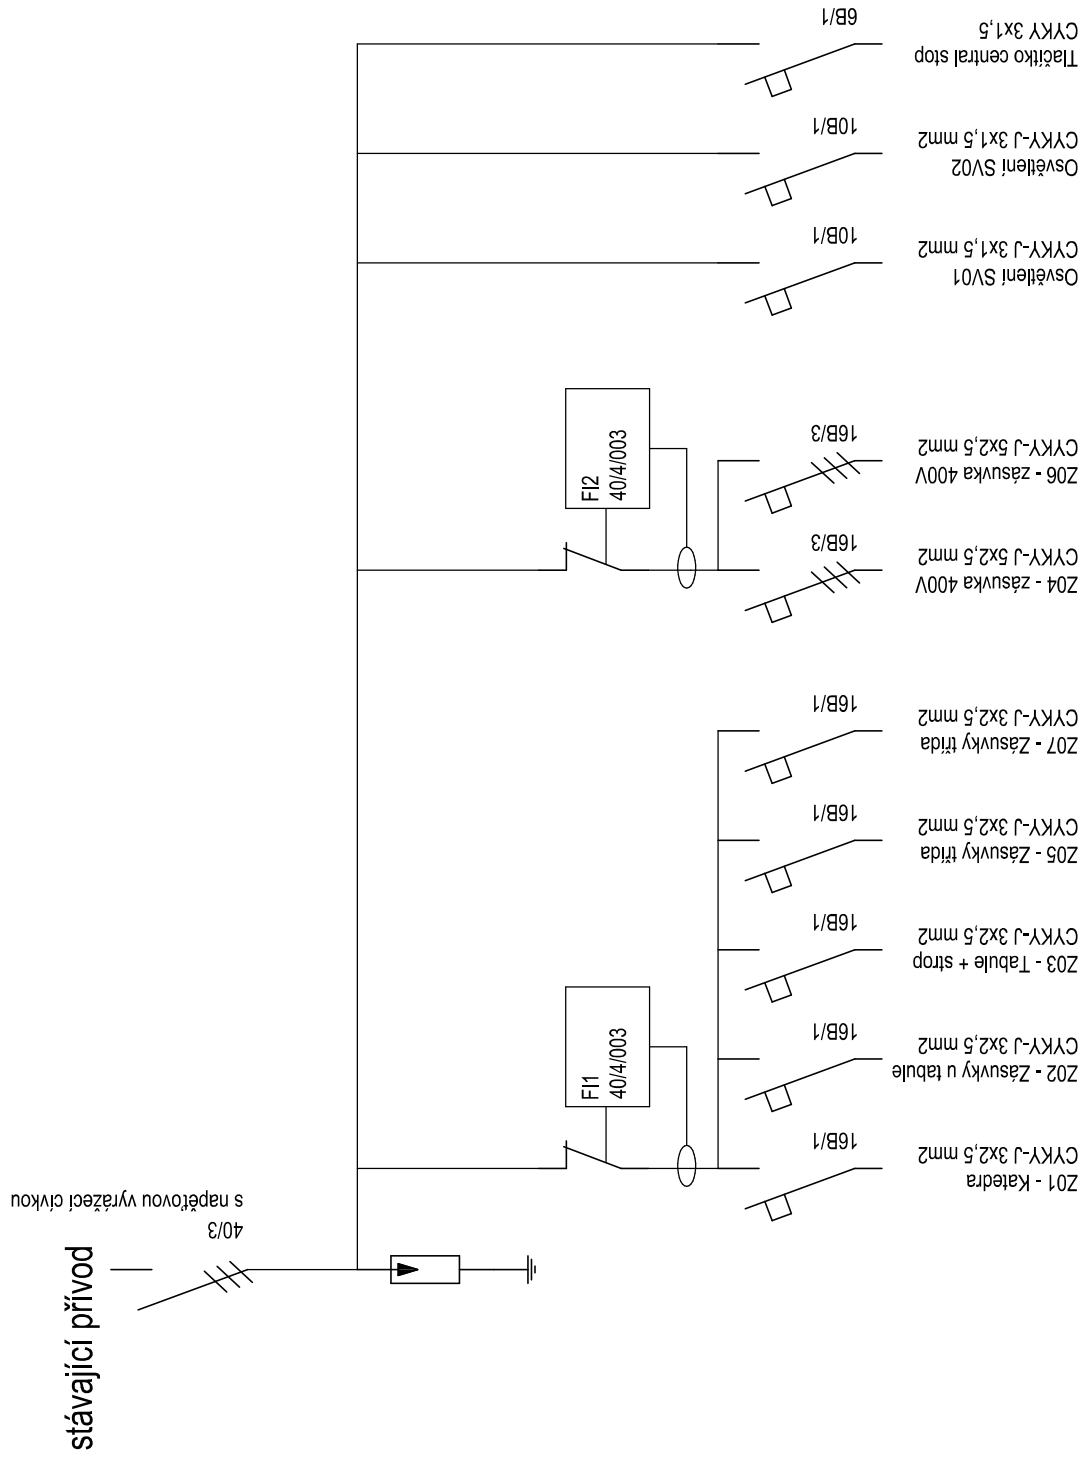 stávající přívod
40/3
s napěťovou vyrážecí cívkou
FI1
40/4/003
16B/1
Z01 - Katedra
CYKY-J 3x2,5 mm2
16B/1
Z02 - Zásuvky u tabule
CYKY-J 3x2,5 mm2
16B/1
Z03 - Tabule + strop
CYKY-J 3x2,5 mm2
16B/1
Z05 - Zásuvky třída
CYKY-J 3x2,5 mm2
16B/1
Z07 - Zásuvky třída
CYKY-J 3x2,5 mm2
FI2
40/4/003
16B/3
Z04 - zásuvka 400V
CYKY-J 5x2,5 mm2
16B/3
Z06 - zásuvka 400V
CYKY-J 5x2,5 mm2
10B/1
Osvětlení SV01
CYKY-J 3x1,5 mm2
10B/1
Osvětlení SV02
CYKY-J 3x1,5 mm2
6B/1
Tlačítko central stop
CYKY 3x1,5